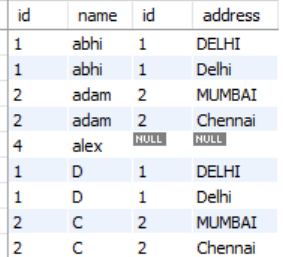 id name id address
1 abhi 1 DELHI
1 abhi 1 Delhi
2 adam 2 MUMBAI
2 adam 2 Chennai
4 alex NULL NULL
1 D 1 DELHI
1 D 1 Delhi
2 C 2 MUMBAI
2 C 2 Chennai